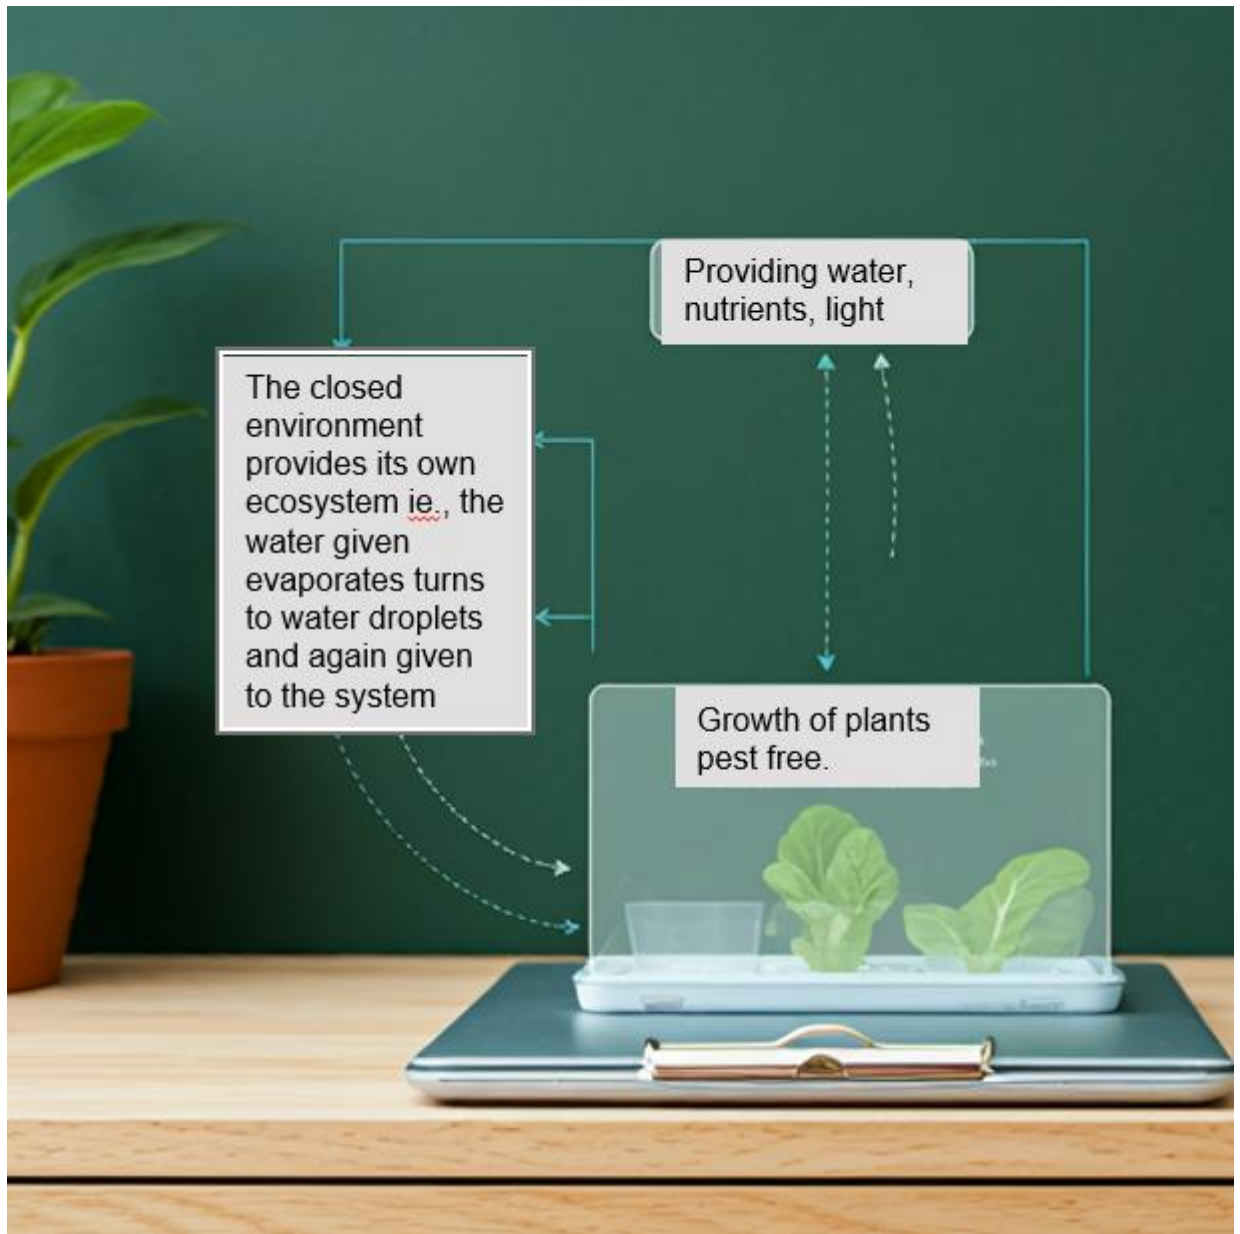 Providing water,
nutrients, light
The closed
environment
provides its own
ecosystem ie., the
water given
evaporates turns
to water droplets
and again given
to the system
Growth of plants
pest free.